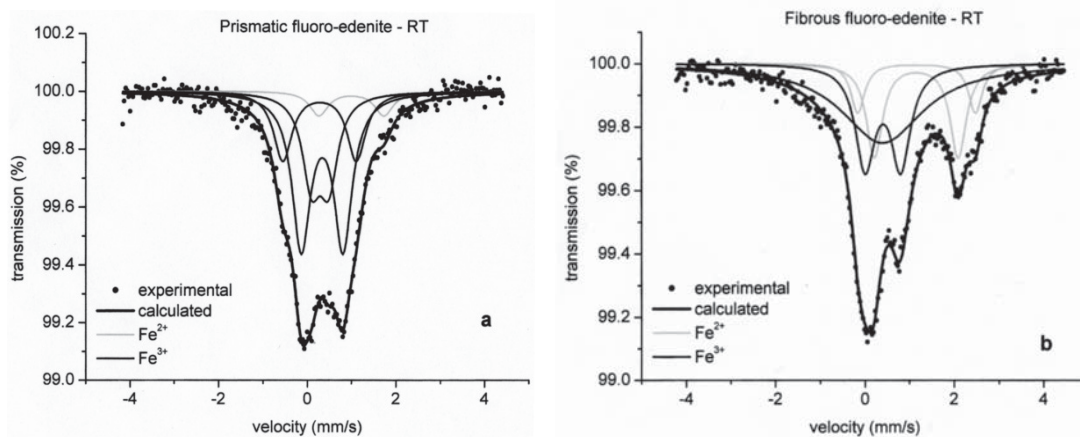 Prismatic fluoro-edenite - RT
100.0
99.8
99.6
99.4
99.2
99.0
transmission (%)
experimental
calculated
Fe2+
Fe3+
a
-4
-2
0
2
4
velocity (mm/s)
Fibrous fluoro-edenite - RT
100.0
99.8
99.6
99.4
99.2
99.0
transmission (%)
experimental
calculated
Fe2+
Fe3+
b
-4
-2
0
2
4
velocity (mm/s)